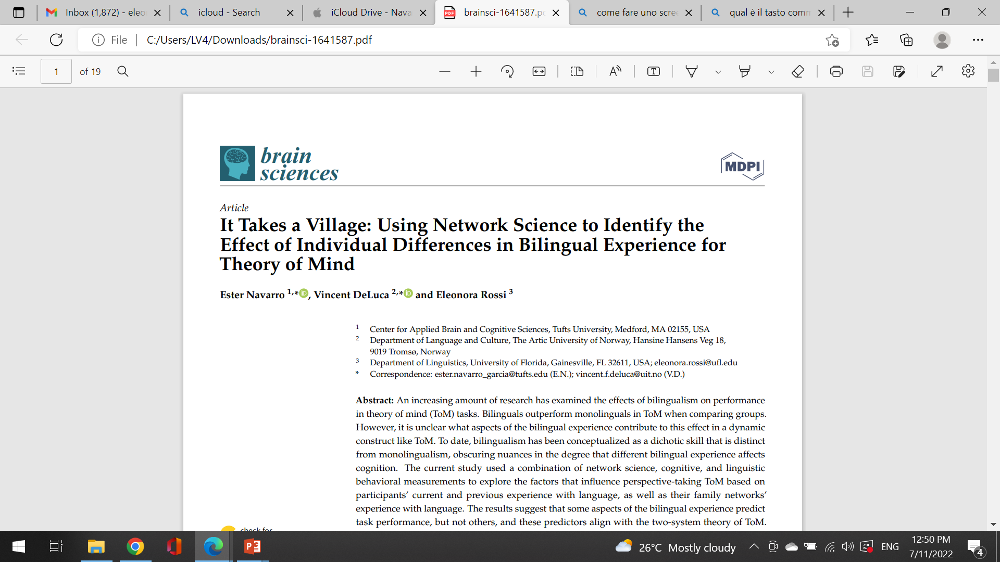 Inbox (1,872) - eleo
icloud - Search
iCloud Drive - Nava
brainsci-1641587.pc
come fare uno scree
qual è il tasto comm
File
C:/Users/LV4/Downloads/brainsci-1641587.pdf
1
of 19
brain
sciences
MDPI
Article
It Takes a Village: Using Network Science to Identify the
Effect of Individual Differences in Bilingual Experience for
Theory of Mind
Ester Navarro 1,* iD, Vincent DeLuca 2,* iD and Eleonora Rossi 3
1 Center for Applied Brain and Cognitive Sciences, Tufts University, Medford, MA 02155, USA
2 Department of Language and Culture, The Artic University of Norway, Hansine Hansens Veg 18,
9019 Tromsø, Norway
3 Department of Linguistics, University of Florida, Gainesville, FL 32611, USA; eleonora.rossi@ufl.edu
* Correspondence: ester.navarro_garcia@tufts.edu (E.N.); vincent.f.deluca@uit.no (V.D.)
Abstract: An increasing amount of research has examined the effects of bilingualism on performance
in theory of mind (ToM) tasks. Bilinguals outperform monolinguals in ToM when comparing groups.
However, it is unclear what aspects of the bilingual experience contribute to this effect in a dynamic
construct like ToM. To date, bilingualism has been conceptualized as a dichotic skill that is distinct
from monolingualism, obscuring nuances in the degree that different bilingual experience affects
cognition. The current study used a combination of network science, cognitive, and linguistic
behavioral measurements to explore the factors that influence perspective-taking ToM based on
participants’ current and previous experience with language, as well as their family networks’
experience with language. The results suggest that some aspects of the bilingual experience predict
task performance, but not others, and these predictors align with the two-system theory of ToM.
check for
26°C Mostly cloudy
ENG
12:50 PM
7/11/2022
4